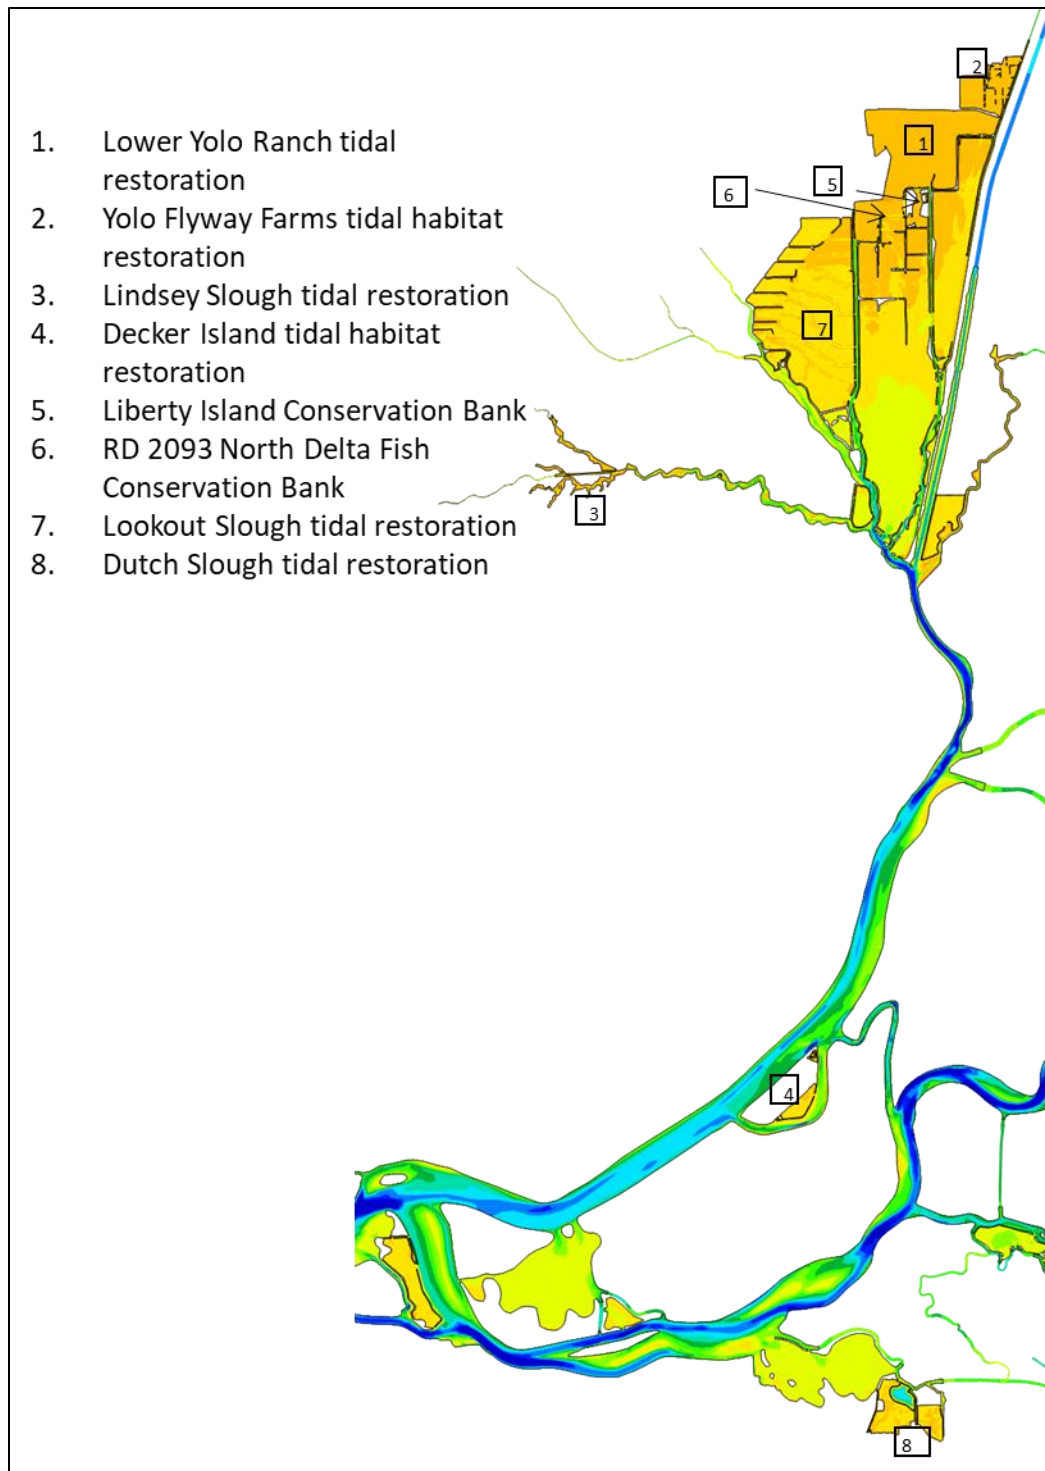 1. Lower Yolo Ranch tidal
restoration
2. Yolo Flyway Farms tidal habitat
restoration
3. Lindsey Slough tidal restoration
4. Decker Island tidal habitat
restoration
5. Liberty Island Conservation Bank
6. RD 2093 North Delta Fish
Conservation Bank
7. Lookout Slough tidal restoration
8. Dutch Slough tidal restoration
2
1
5
6
7
3
4
8